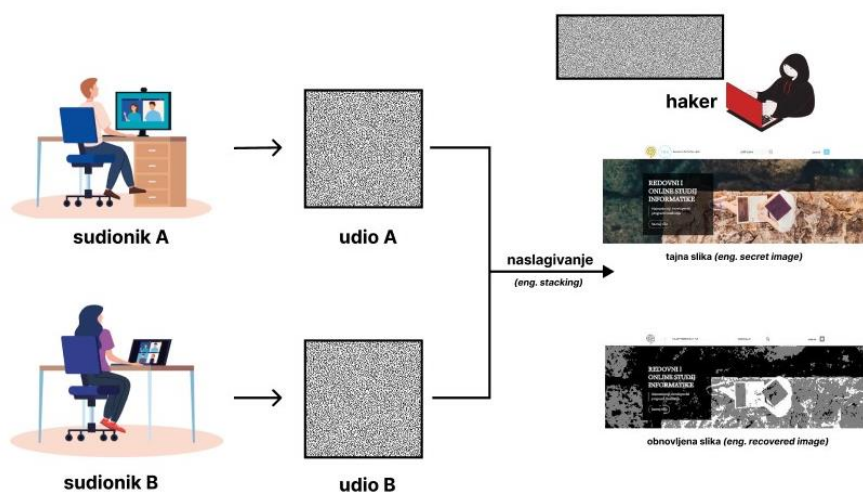 haker
REDOVNI I
ONLINE STUDIJ
INFORMATIKE
sudionik A
udio A
naslagivanje
(eng. stacking)
tajna slika (eng. secret image)
REDOVNI I
ONLINE STUDIJ
INFORMATIKE
obnovljena slika (eng. recovered image)
sudionik B
udio B